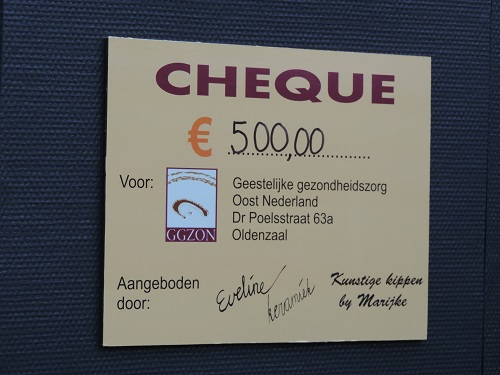 CHEQUE
€ 500,00
Voor:
GGZON
Geestelijke gezondheidszorg
Oost Nederland
Dr Poelsstraat 63a
Oldenzaal
Aangeboden
door:
Eveline
keramiek
Kunstige kippen
by Marijke